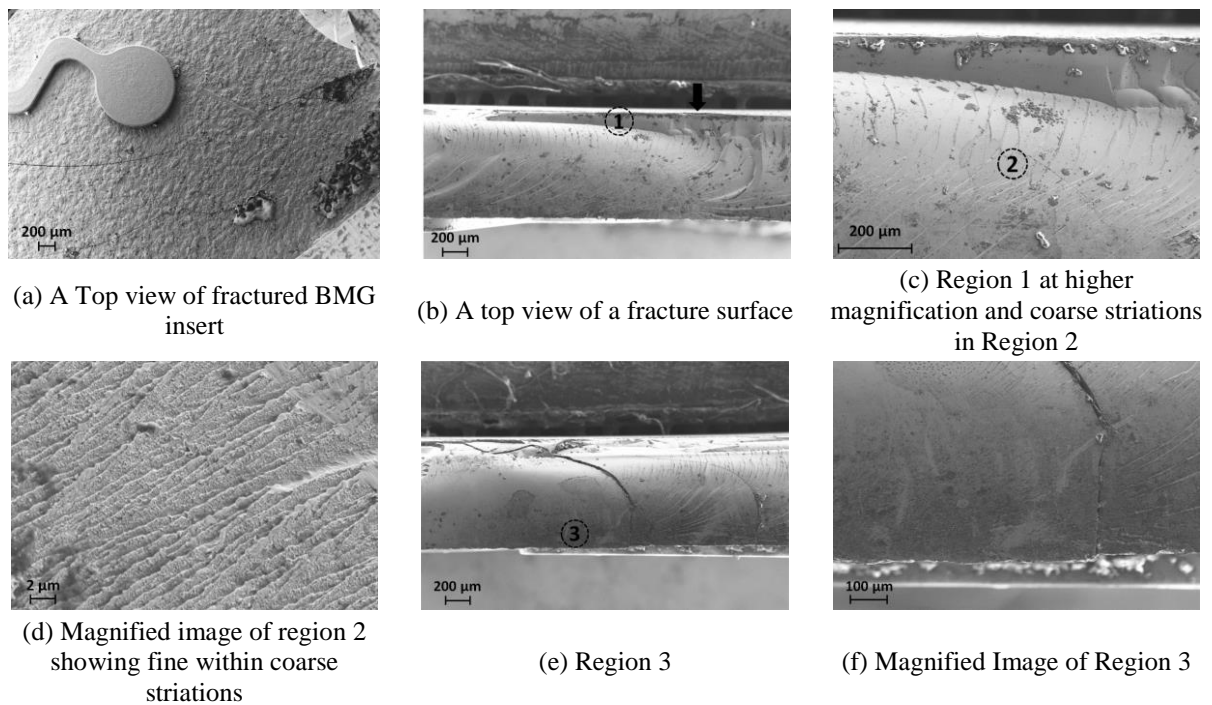 200 µm
1
200 µm
2
200 µm
(a) A Top view of fractured BMG
insert
(b) A top view of a fracture surface
(c) Region 1 at higher
magnification and coarse striations
in Region 2
2 µm
3
200 µm
100 µm
(d) Magnified image of region 2
showing fine within coarse
striations
(e) Region 3
(f) Magnified Image of Region 3